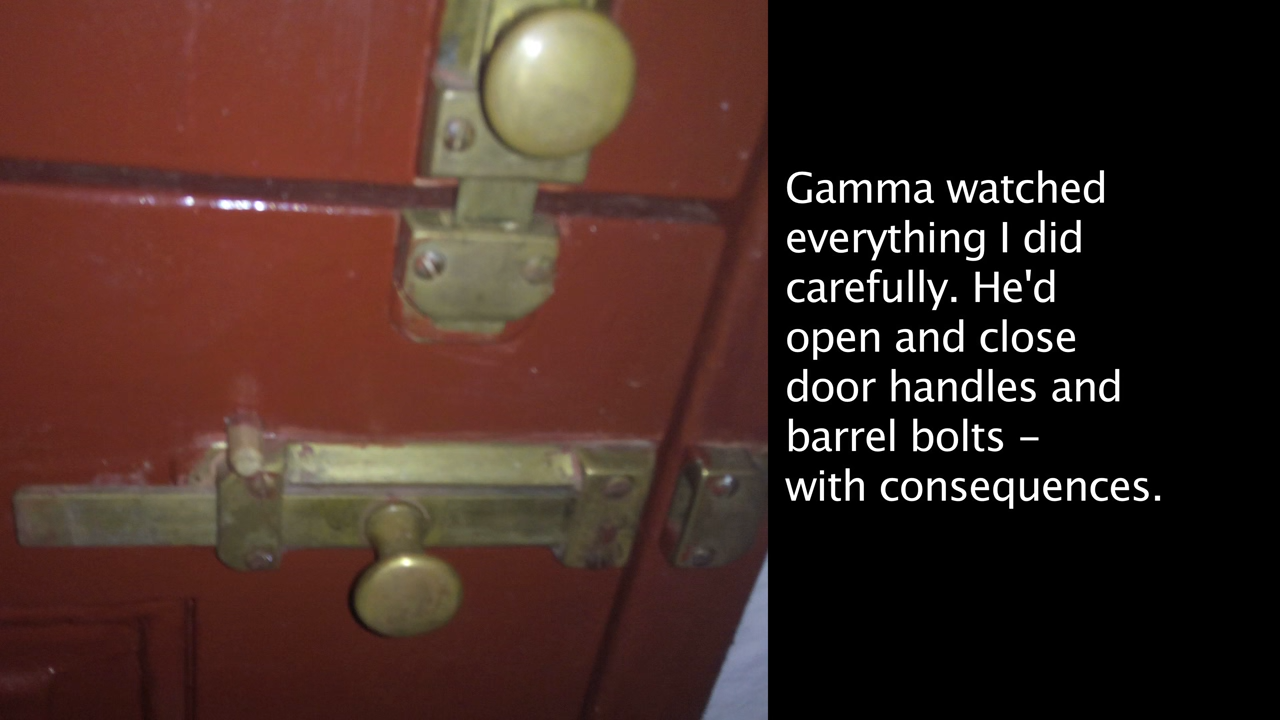 Gamma watched
everything I did
carefully. He'd
open and close
door handles and
barrel bolts –
with consequences.